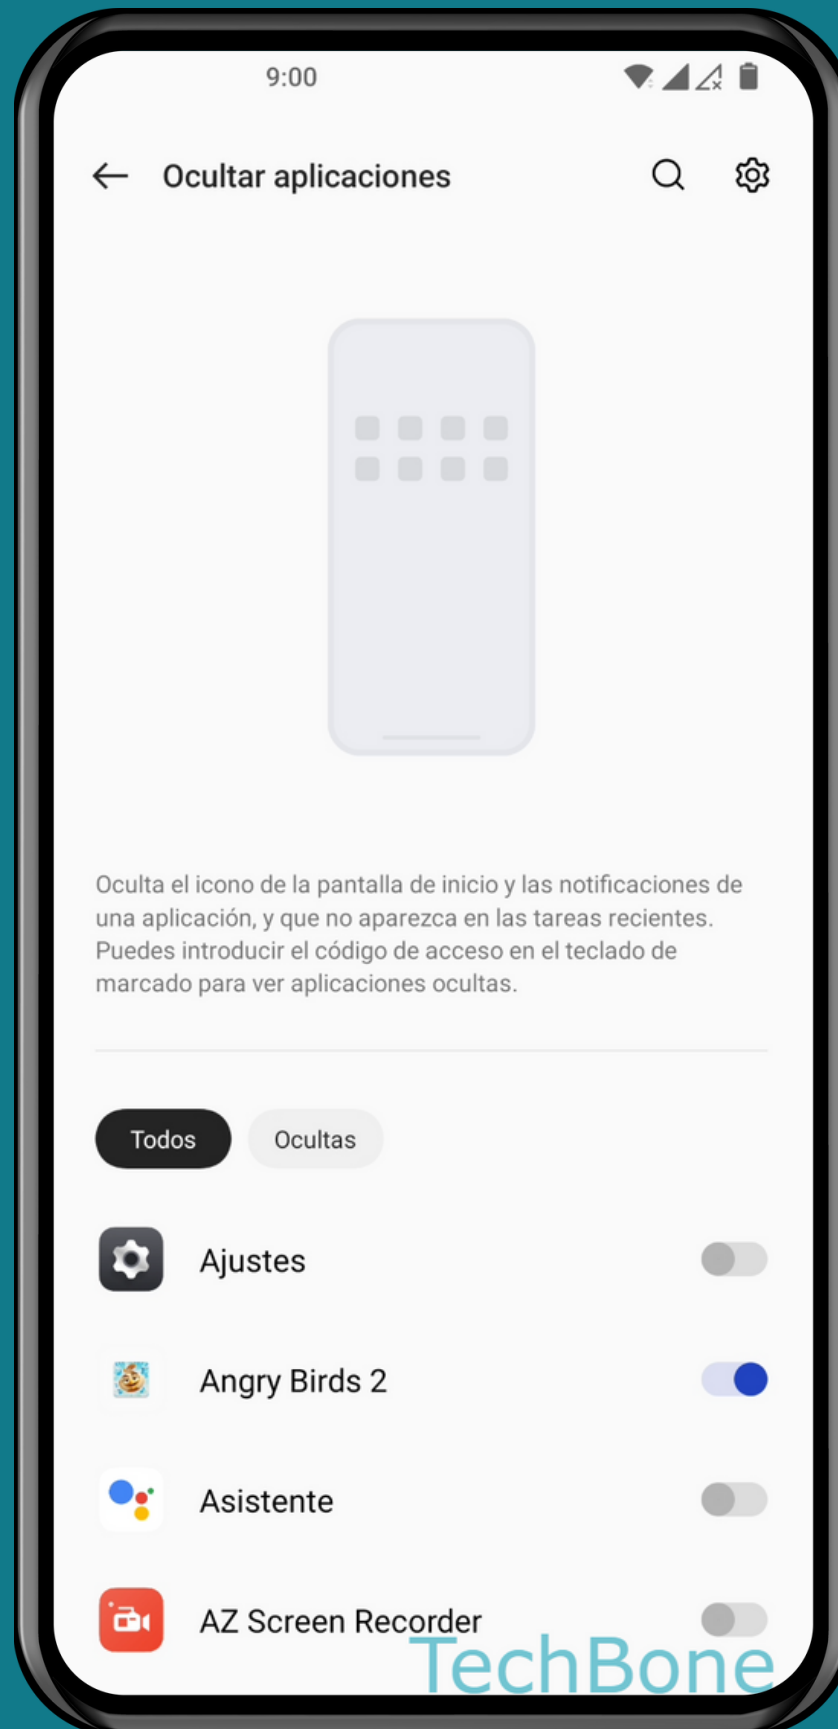 9:00
Ocultar aplicaciones
Oculta el icono de la pantalla de inicio y las notificaciones de
una aplicación, y que no aparezca en las tareas recientes.
Puedes introducir el código de acceso en el teclado de
marcado para ver aplicaciones ocultas.
Todos
Ocultas
Ajustes
Angry Birds 2
Asistente
AZ Screen Recorder
TechBone